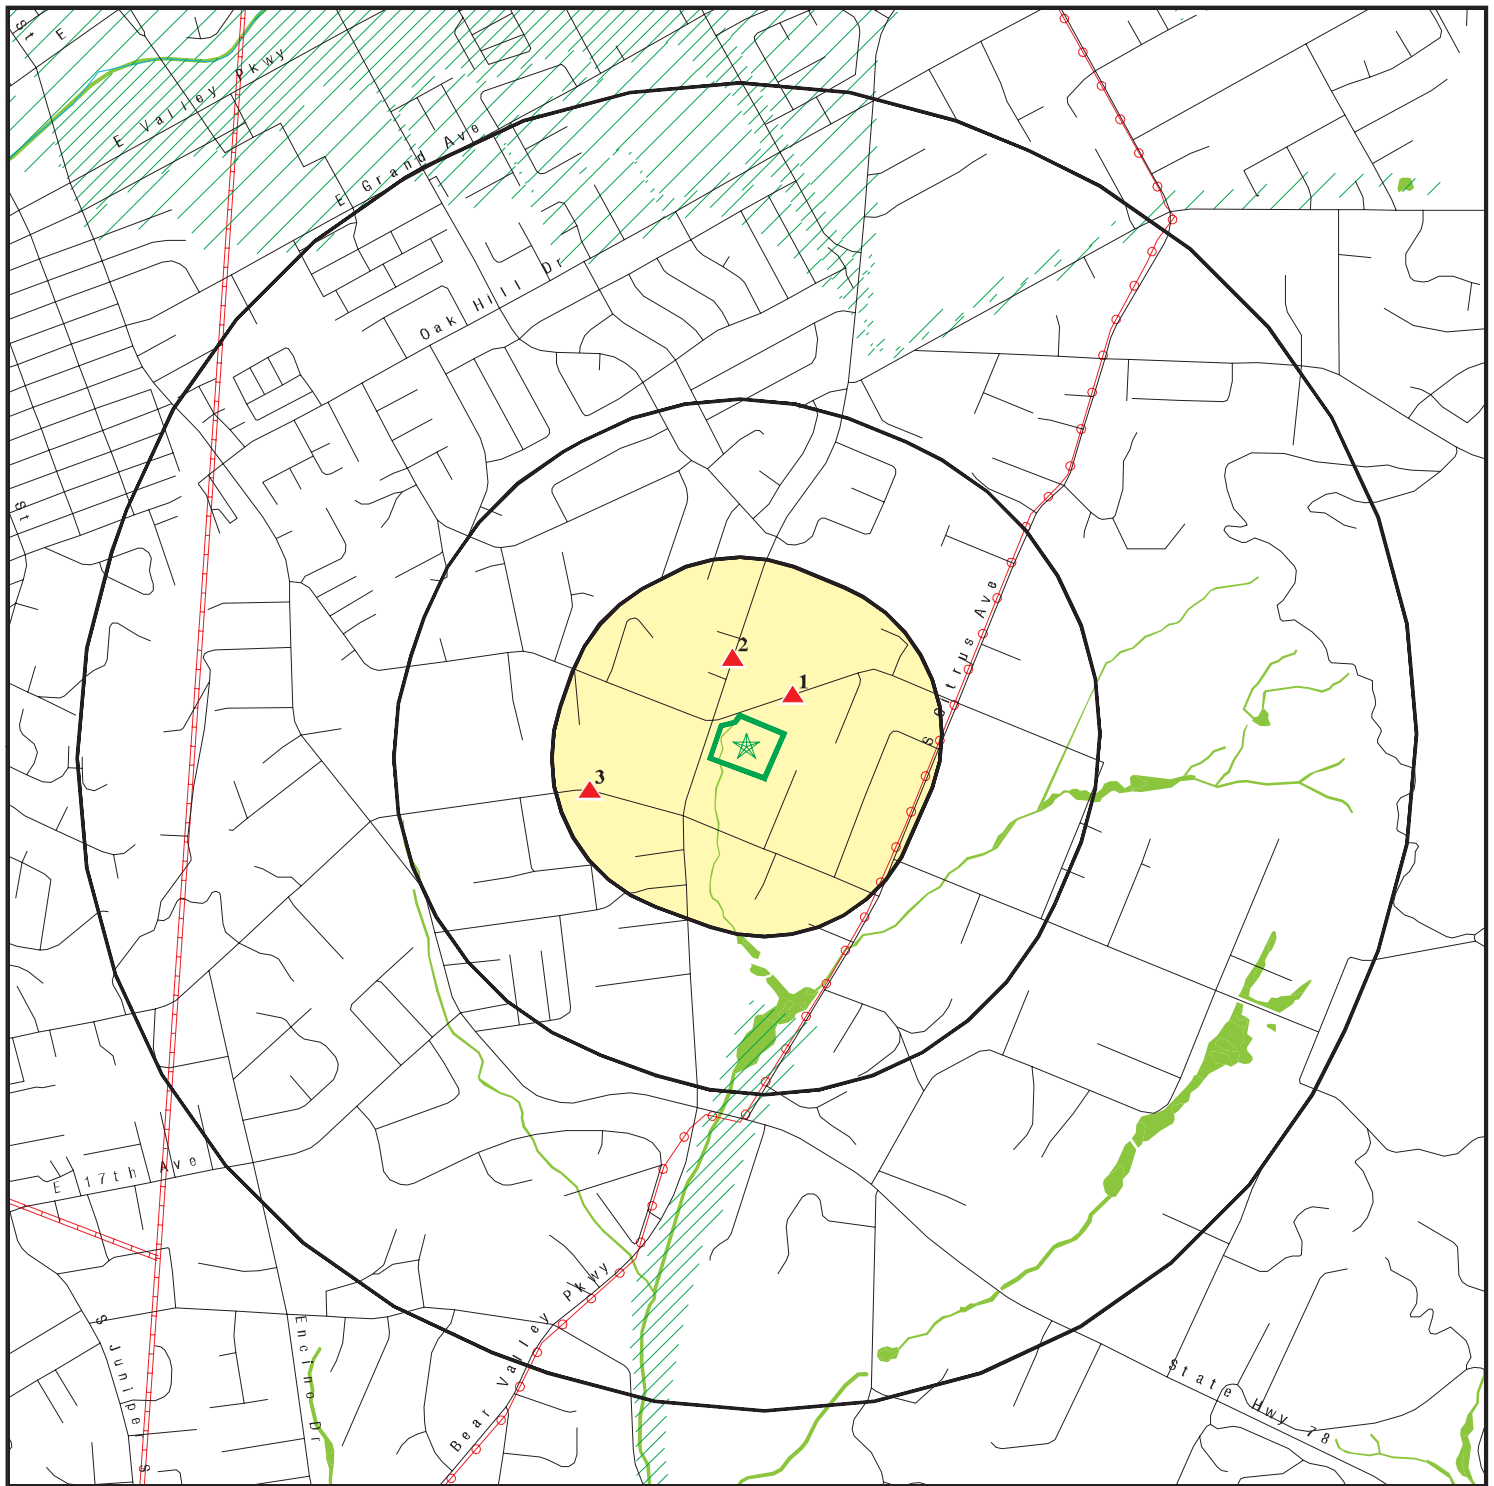 St
E
E Valley Pkwy
E Grand Ave
Oak Hill Dr
St
S Citrus Ave
2
1
3
E 17th Ave
Bear Valley Pkwy
S Juniper S
Encino Dr
State Hwy 78